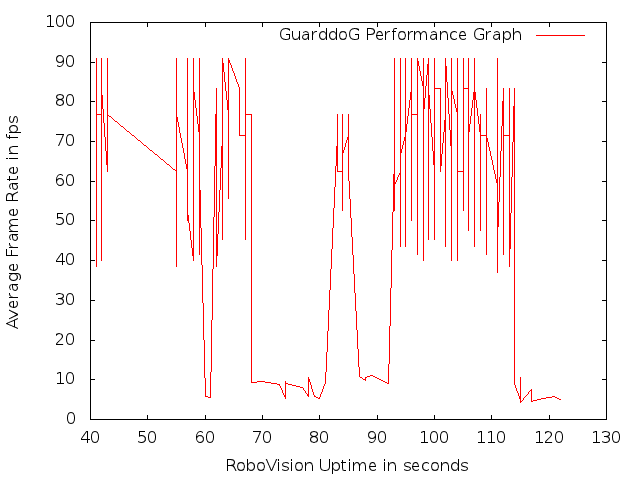 GuarddoG Performance Graph
Average Frame Rate in fps
100
90
80
70
60
50
40
30
20
10
0
40 50 60 70 80 90 100 110 120 130
RoboVision Uptime in seconds